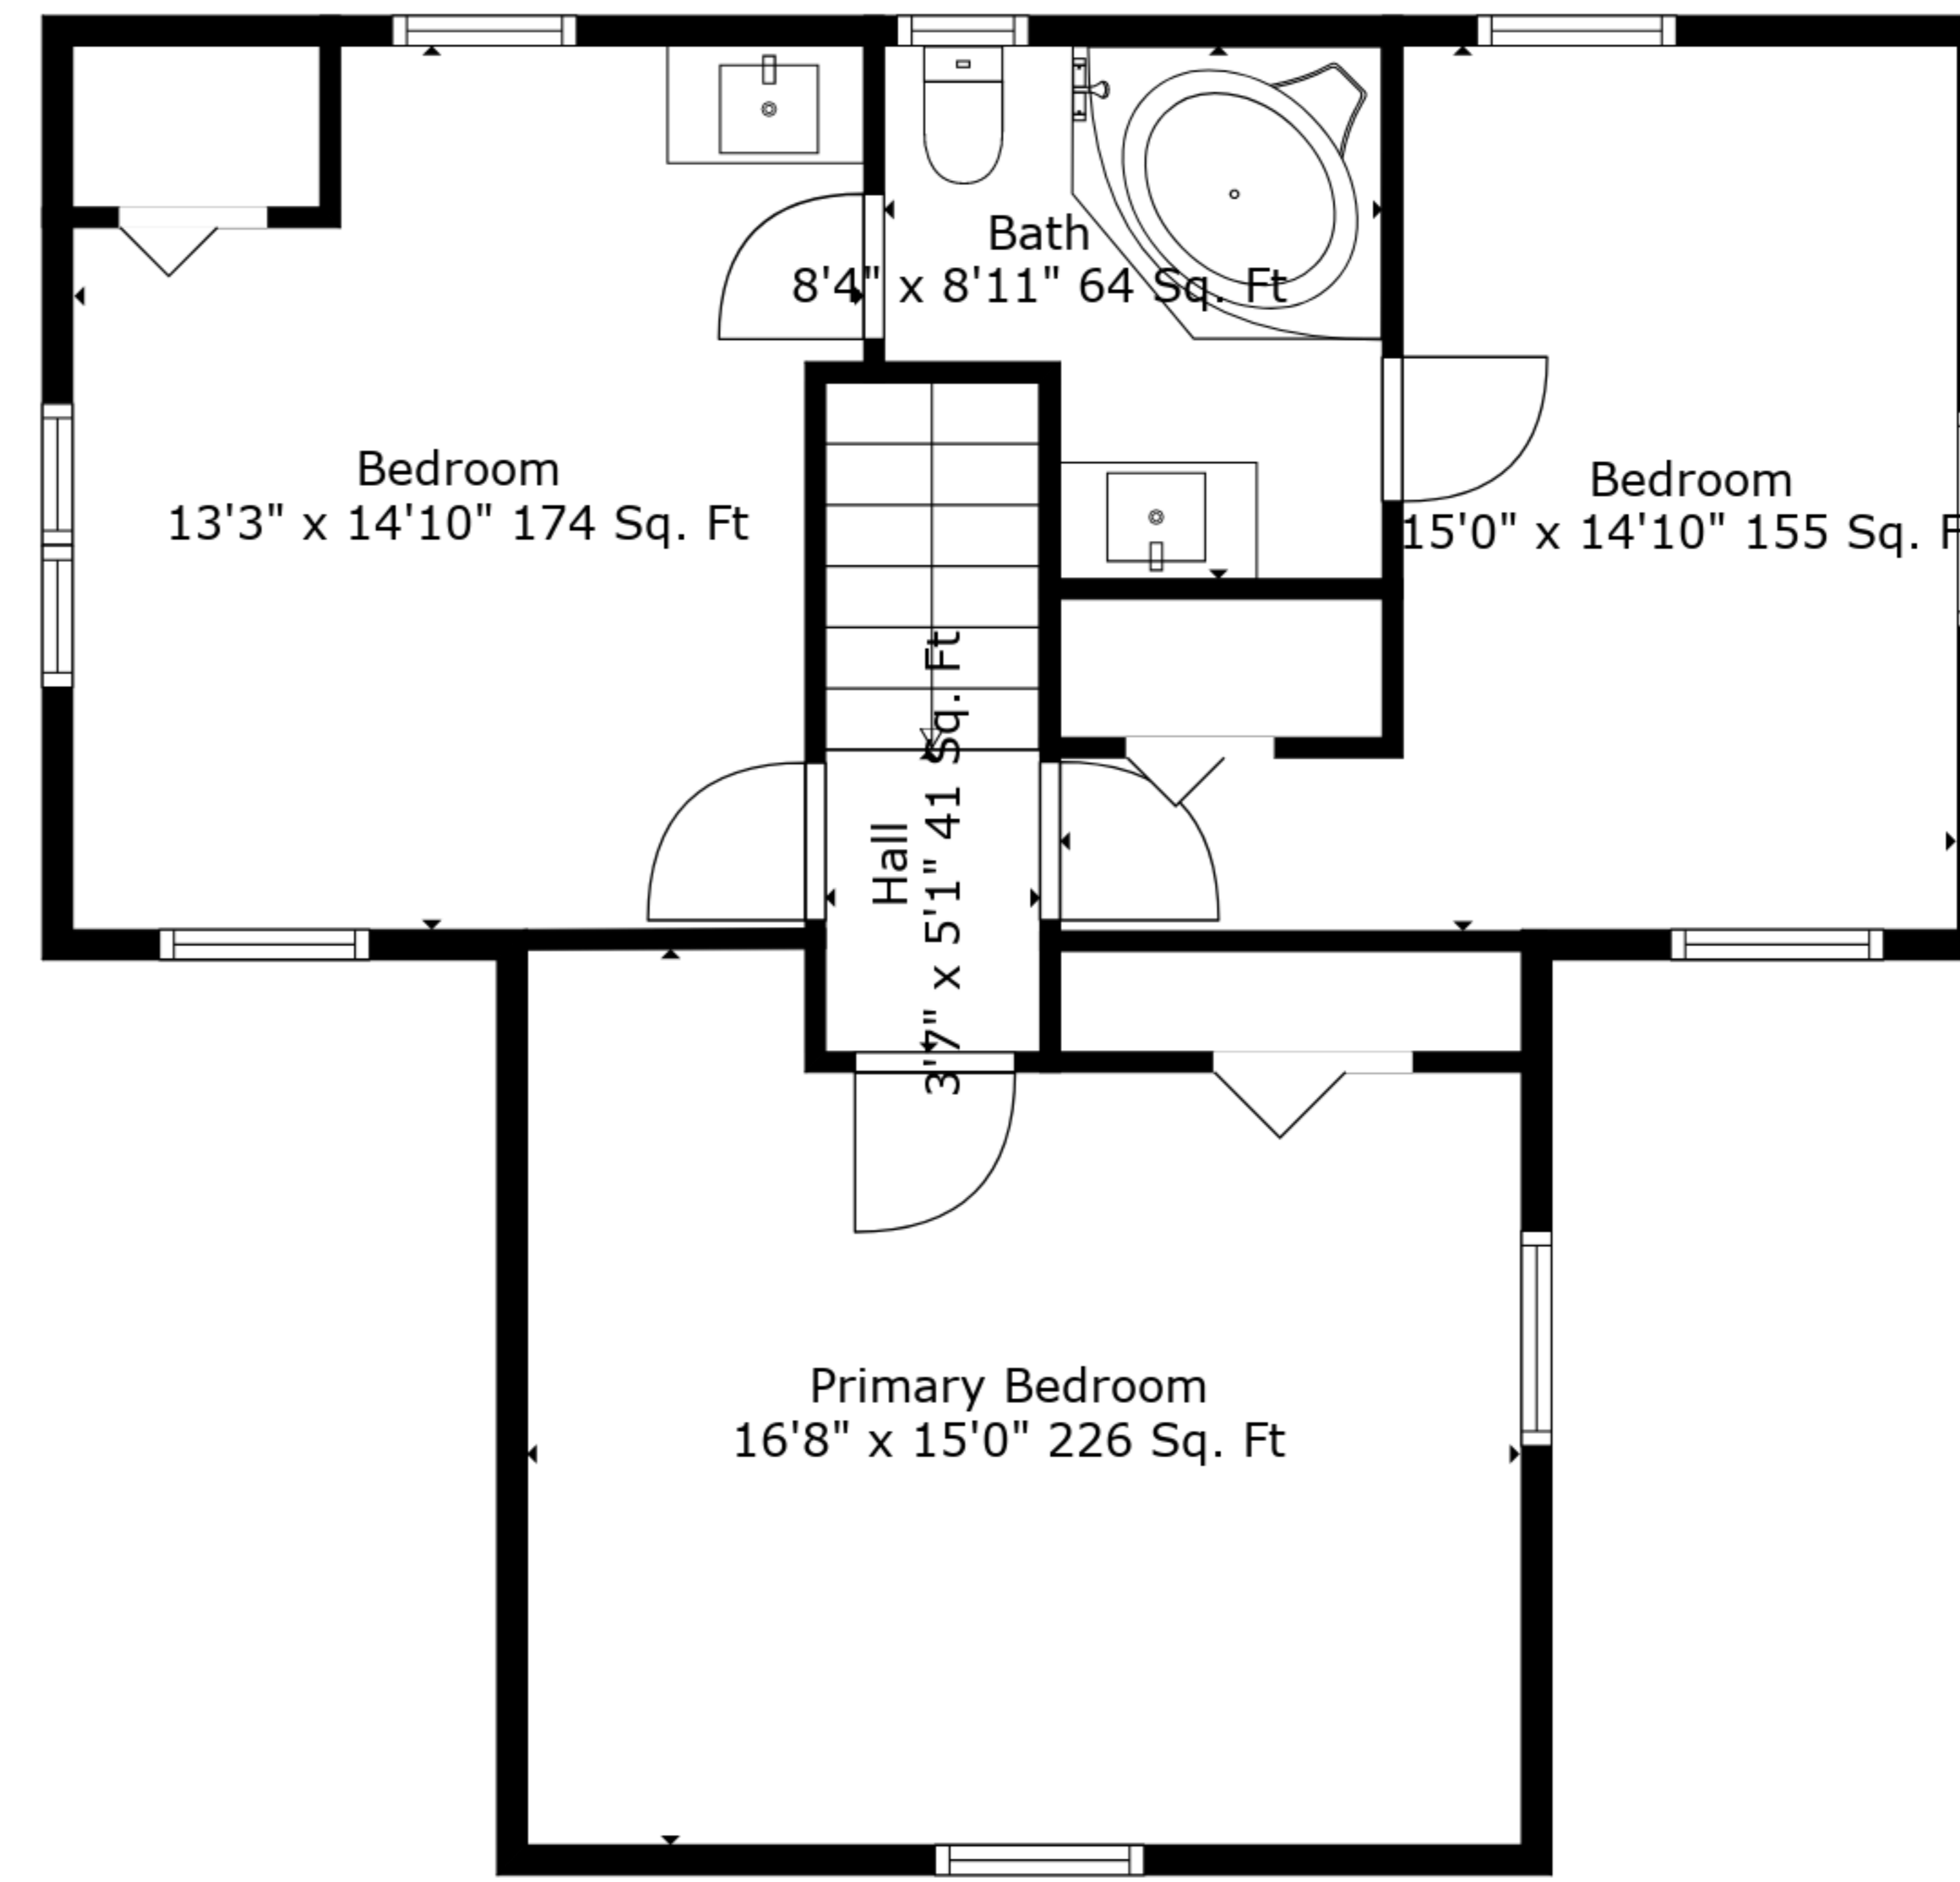 Bath
8'4" x 8'11" 64 Sq. Ft
Bedroom
13'3" x 14'10" 174 Sq. Ft
Bedroom
15'0" x 14'10" 155 Sq. F
Hall
3'7" x 5'1" 41 Sq. Ft
Primary Bedroom
16'8" x 15'0" 226 Sq. Ft